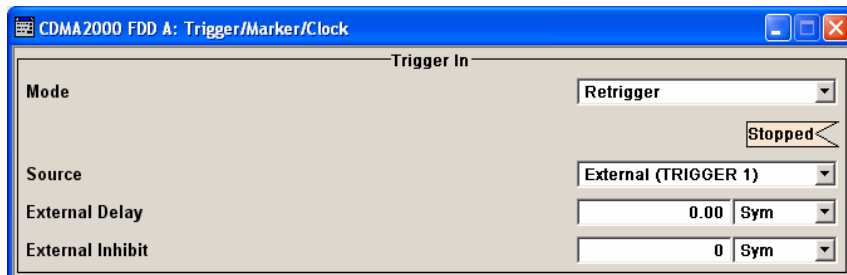 CDMA2000 FDD A: Trigger/Marker/Clock
Trigger In
Mode Retrigger
Stopped
Source External (TRIGGER 1)
External Delay 0.00 Sym
External Inhibit 0 Sym